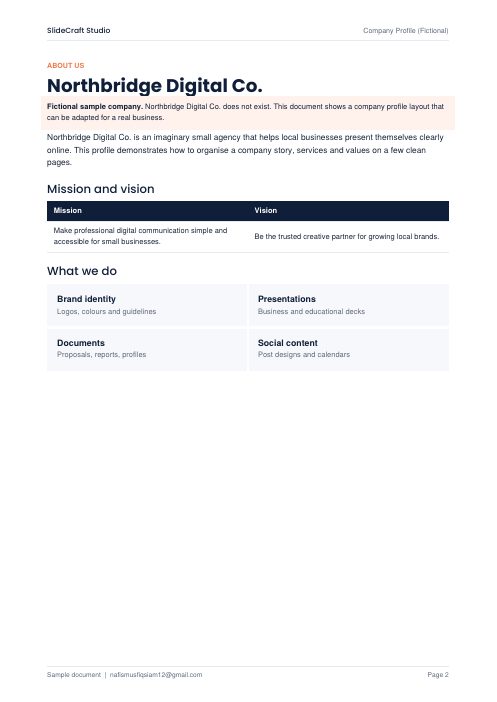 SlideCraft Studio
Company Profile (Fictional)
ABOUT US
Northbridge Digital Co.
Fictional sample company. Northbridge Digital Co. does not exist. This document shows a company profile layout that
can be adapted for a real business.
Northbridge Digital Co. is an imaginary small agency that helps local businesses present themselves clearly
online. This profile demonstrates how to organise a company story, services and values on a few clean
pages.
Mission and vision
Mission
Vision
Make professional digital communication simple and
accessible for small businesses.
Be the trusted creative partner for growing local brands.
What we do
Brand identity
Logos, colours and guidelines
Presentations
Business and educational decks
Documents
Proposals, reports, profiles
Social content
Post designs and calendars
Sample document | nafismusfiqsiam12@gmail.com
Page 2